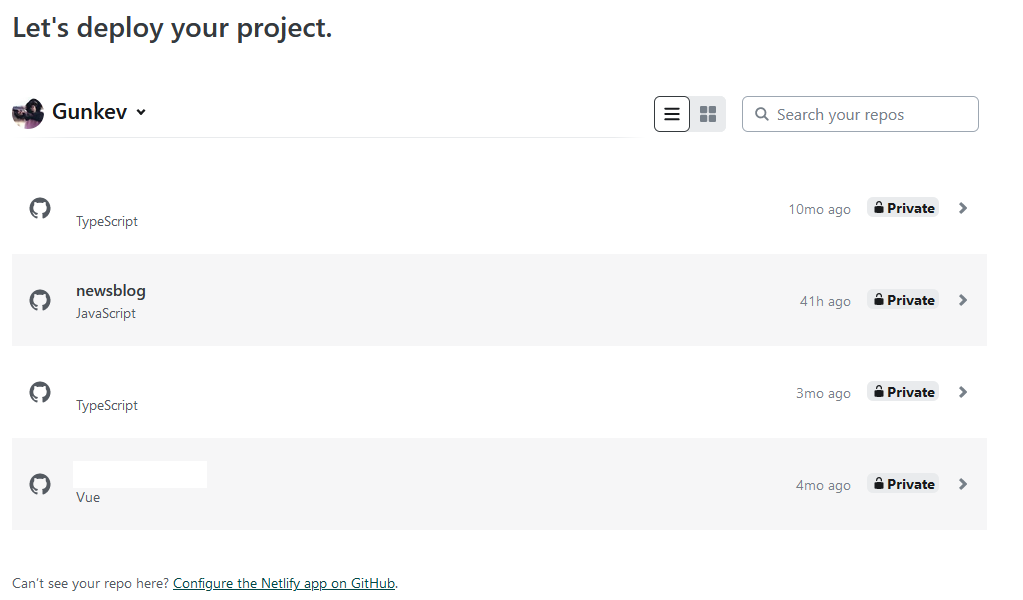 Let's deploy your project.
Gunkev
Search your repos
TypeScript
10mo ago
Private
newsblog
JavaScript
41h ago
Private
TypeScript
3mo ago
Private
Vue
4mo ago
Private
Can't see your repo here? Configure the Netlify app on GitHub.